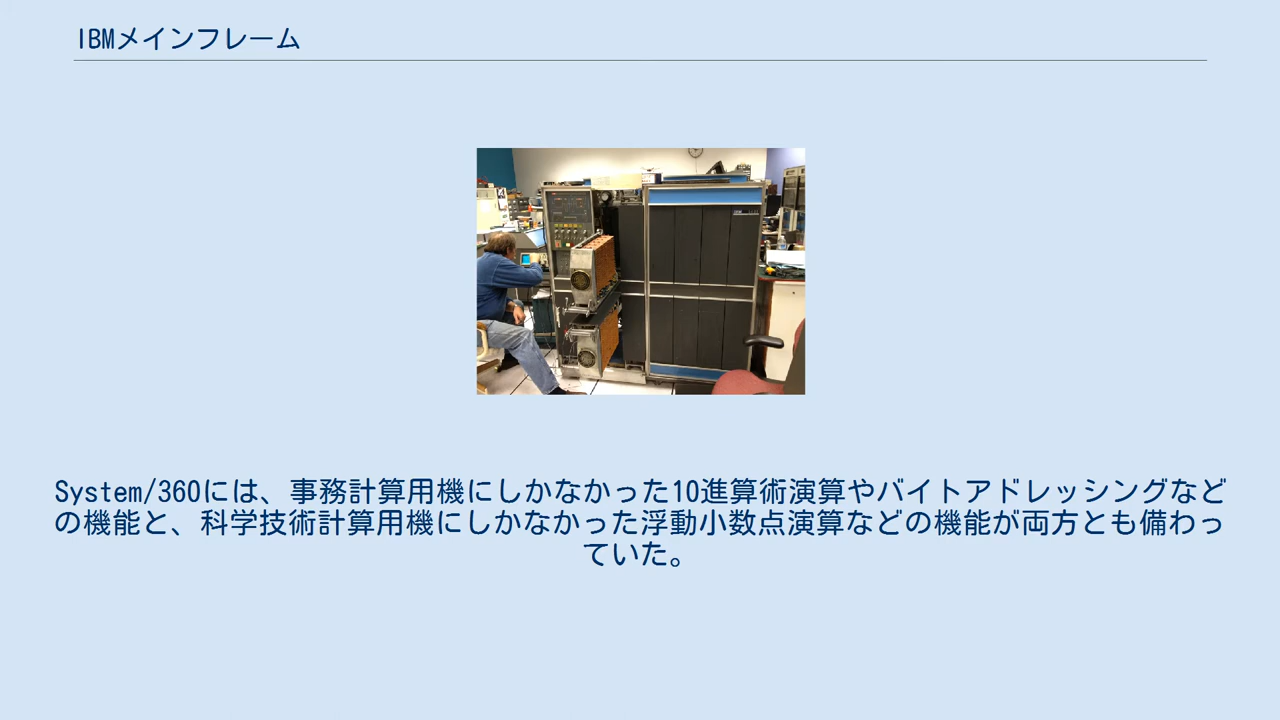 IBMメインフレーム
System/360には、事務計算用機にしかなかった10進算術演算やバイトアドレッシングなど
の機能と、科学技術計算用機にしかなかった浮動小数点演算などの機能が両方とも備わっ
ていた。